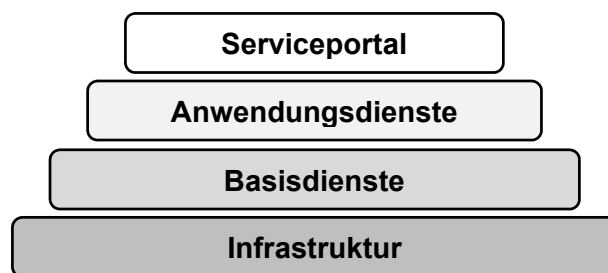 Serviceportal
Anwendungsdienste
Basisdienste
Infrastruktur